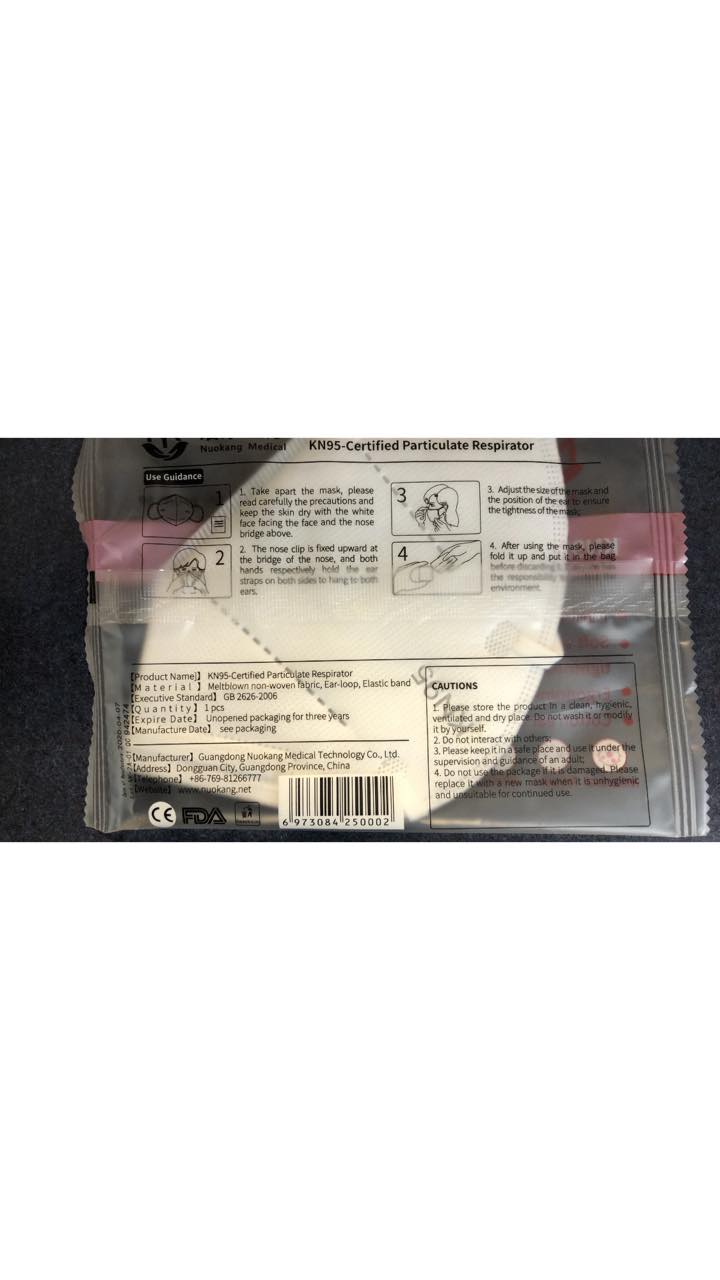 Nuokang Medical
KN95-Certified Particulate Respirator
Use Guidance
1
1. Take apart the mask, please
read carefully the precautions and
keep the skin dry with the white
face facing the face and the nose
bridge above.
2
2. The nose clip is fixed upward at
the bridge of the nose, and both
hands respectively hold the ear
straps on both sides to hang to both
ears.
3
3. Adjust the size of the mask and
the position of the ear to ensure
the tightness of the mask;
4
4. After using the mask, please
fold it up and put it in the bag
before discarding it.
the responsibility
environment.
【Product Name】 KN95-Certified Particulate Respirator
【Material】 Meltblown non-woven fabric, Ear-loop, Elastic band
【Executive Standard】 GB 2626-2006
【Quantity】 1 pcs
【Expire Date】 Unopened packaging for three years
【Manufacture Date】 see packaging
【Manufacturer】 Guangdong Nuokang Medical Technology Co., Ltd.
【Address】 Dongguan City, Guangdong Province, China
【Telephone】 +86-769-81266777
【Website】 www.nuokang.net
CE FDA
6 973084 250002
CAUTIONS
1. Please store the product in a clean, hygienic,
ventilated and dry place. Do not wash it or modify
it by yourself.
2. Do not interact with others;
3. Please keep it in a safe place and use it under the
supervision and guidance of an adult;
4. Do not use the package if it is damaged. Please
replace it with a new mask when it is unhygienic
and unsuitable for continued use.